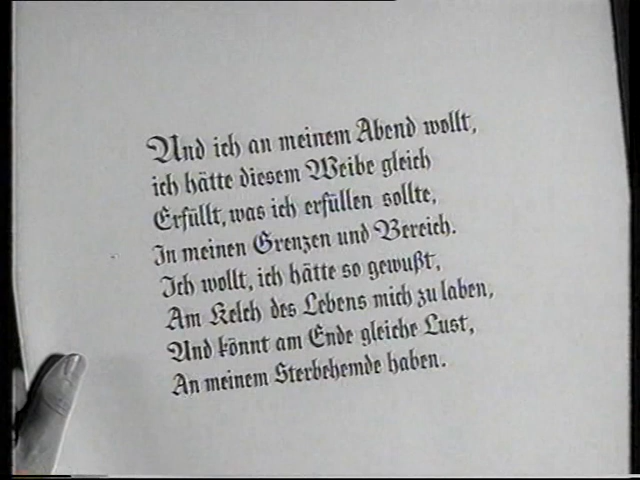 Und ich an meinem Abend wollt,
ich hätte diesem Weibe gleich
Erfüllt, was ich erfüllen sollte,
In meinen Grenzen und Bereich.
Ich wollt, ich hätte so gewußt,
Am Kelch des Lebens mich zu laben,
Und könnt am Ende gleiche Lust,
An meinem Sterbehemde haben.